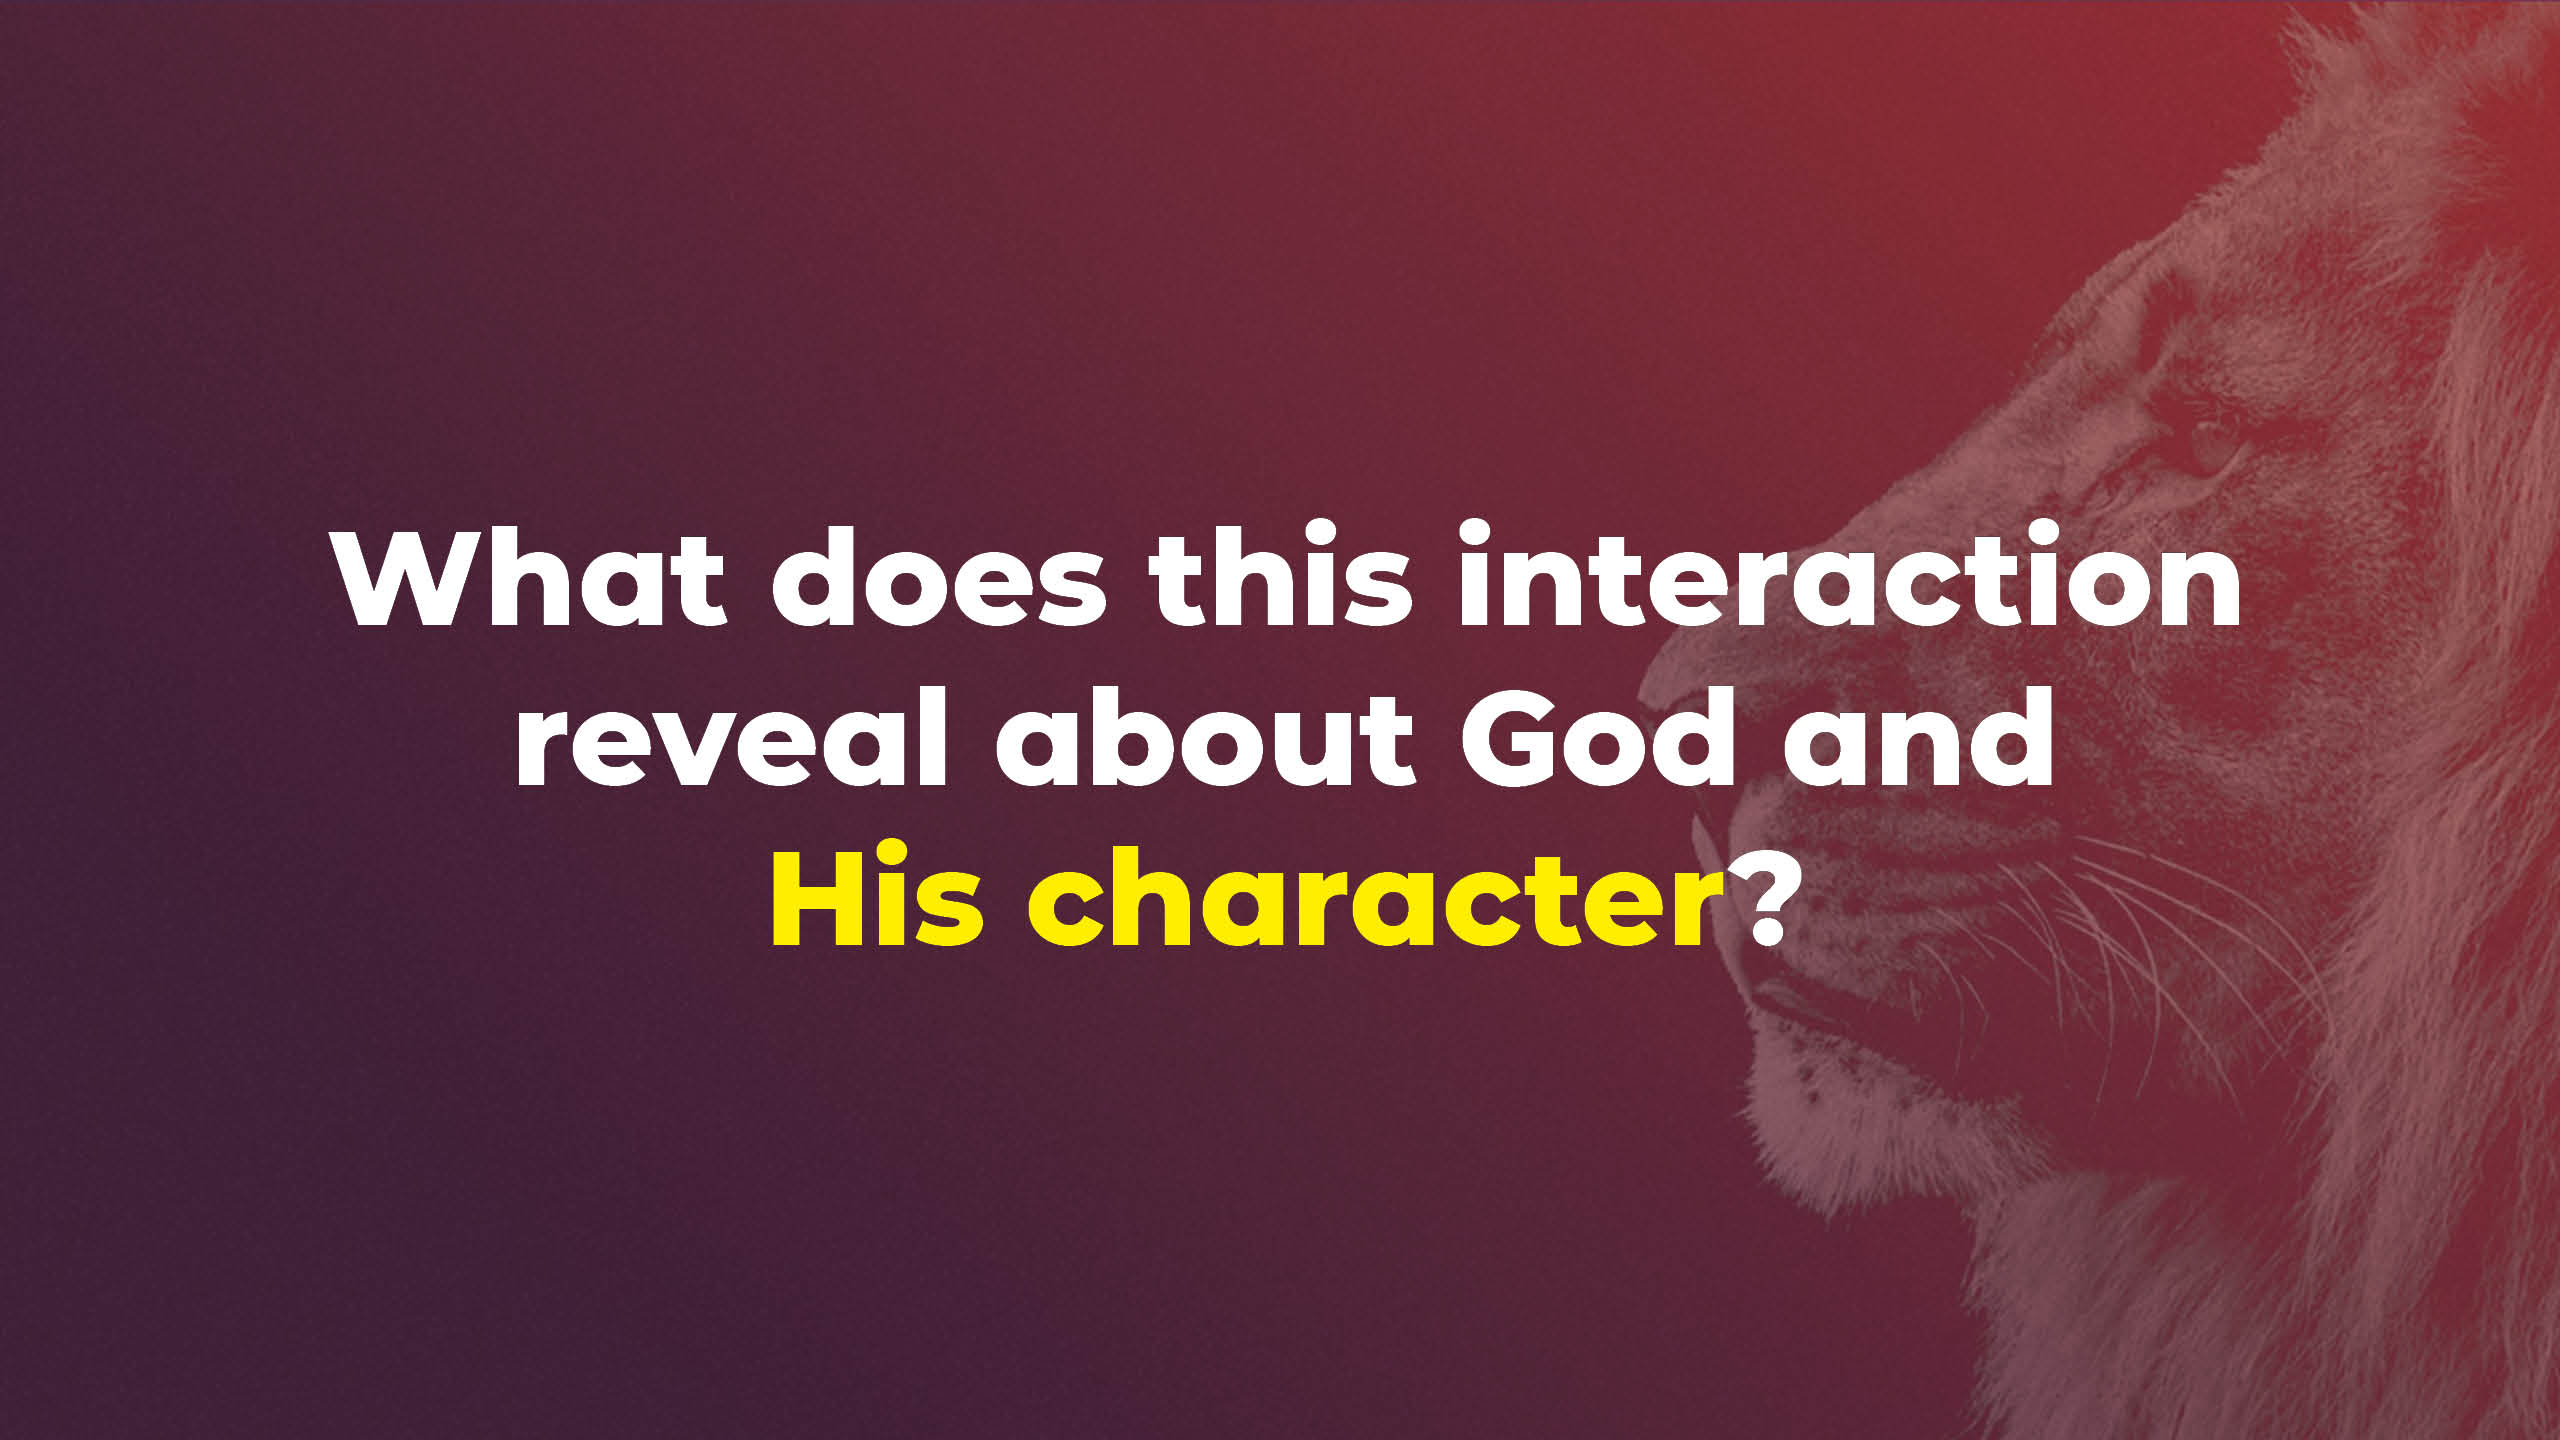 What does this interaction
reveal about God and
His character?